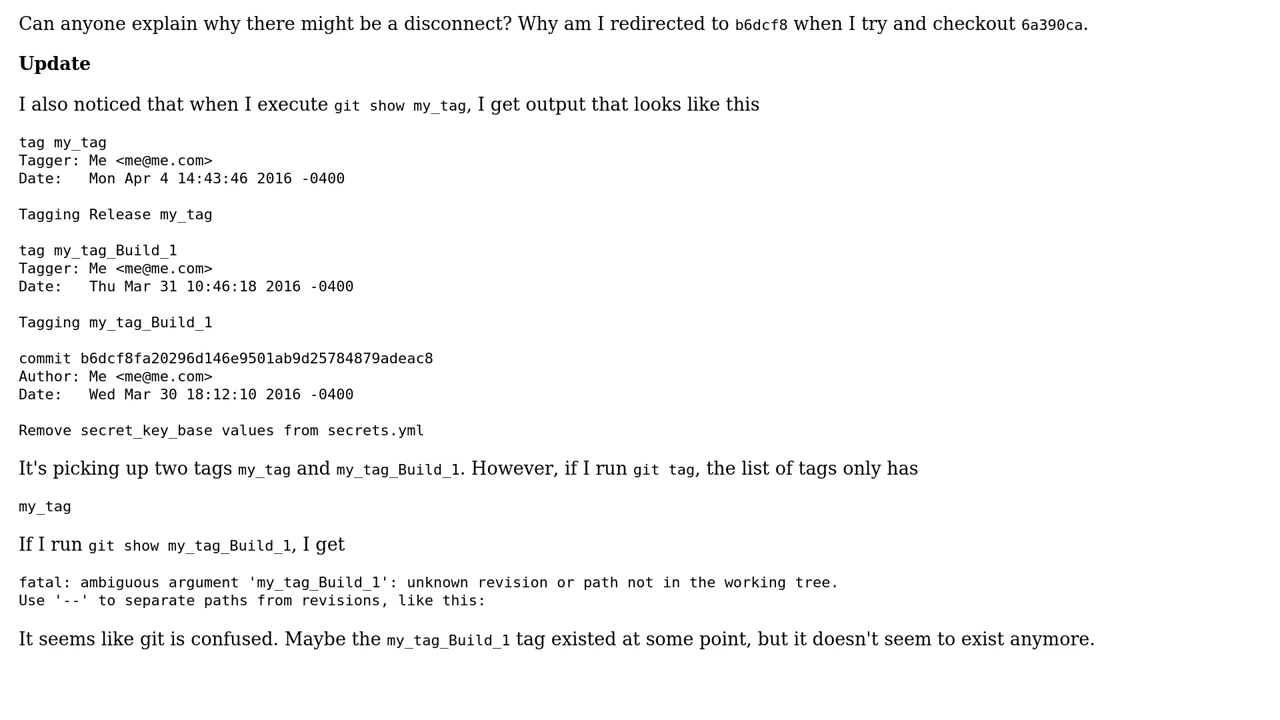 Can anyone explain why there might be a disconnect? Why am I redirected to b6dcf8 when I try and checkout 6a390ca.
Update
I also noticed that when I execute git show my_tag, I get output that looks like this
tag my_tag
Tagger: Me <me@me.com>
Date:   Mon Apr 4 14:43:46 2016 -0400
Tagging Release my_tag
tag my_tag_Build_1
Tagger: Me <me@me.com>
Date:   Thu Mar 31 10:46:18 2016 -0400
Tagging my_tag_Build_1
commit b6dcf8fa20296d146e9501ab9d25784879adeac8
Author: Me <me@me.com>
Date:   Wed Mar 30 18:12:10 2016 -0400
Remove secret_key_base values from secrets.yml
It's picking up two tags my_tag and my_tag_Build_1. However, if I run git tag, the list of tags only has
my_tag
If I run git show my_tag_Build_1, I get
fatal: ambiguous argument 'my_tag_Build_1': unknown revision or path not in the working tree.
Use '--' to separate paths from revisions, like this:
It seems like git is confused. Maybe the my_tag_Build_1 tag existed at some point, but it doesn't seem to exist anymore.